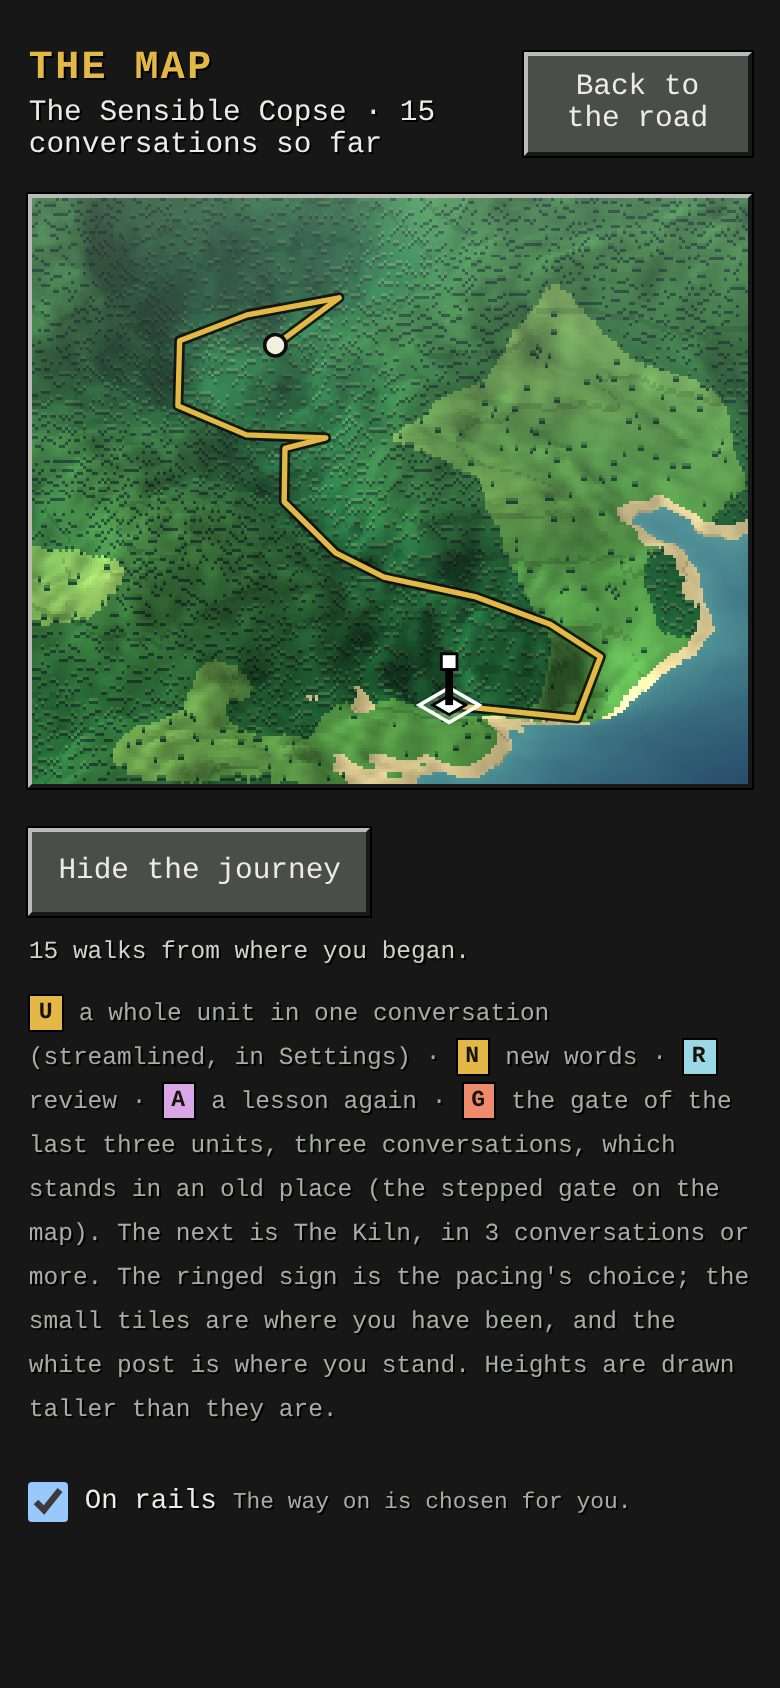 THE MAP
The Sensible Copse · 15
conversations so far
Back to
the road
Hide the journey
15 walks from where you began.
U a whole unit in one conversation
(streamlined, in Settings) · N new words · R
review · A a lesson again · G the gate of the
last three units, three conversations, which
stands in an old place (the stepped gate on the
map). The next is The Kiln, in 3 conversations or
more. The ringed sign is the pacing's choice; the
small tiles are where you have been, and the
white post is where you stand. Heights are drawn
taller than they are.
On rails The way on is chosen for you.